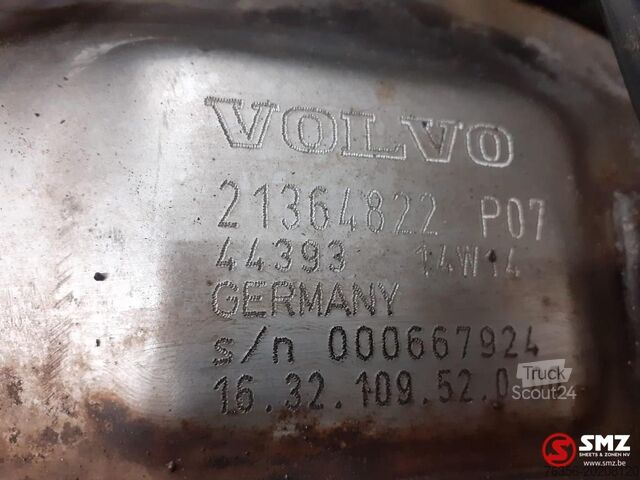 VOLVO
21364822 P07
44393 14W14
GERMANY
s/n 000667924
16.32.109.52.0
Truck
Scout24
SMZ
SHEETS & ZONEN NV
www.smz.be